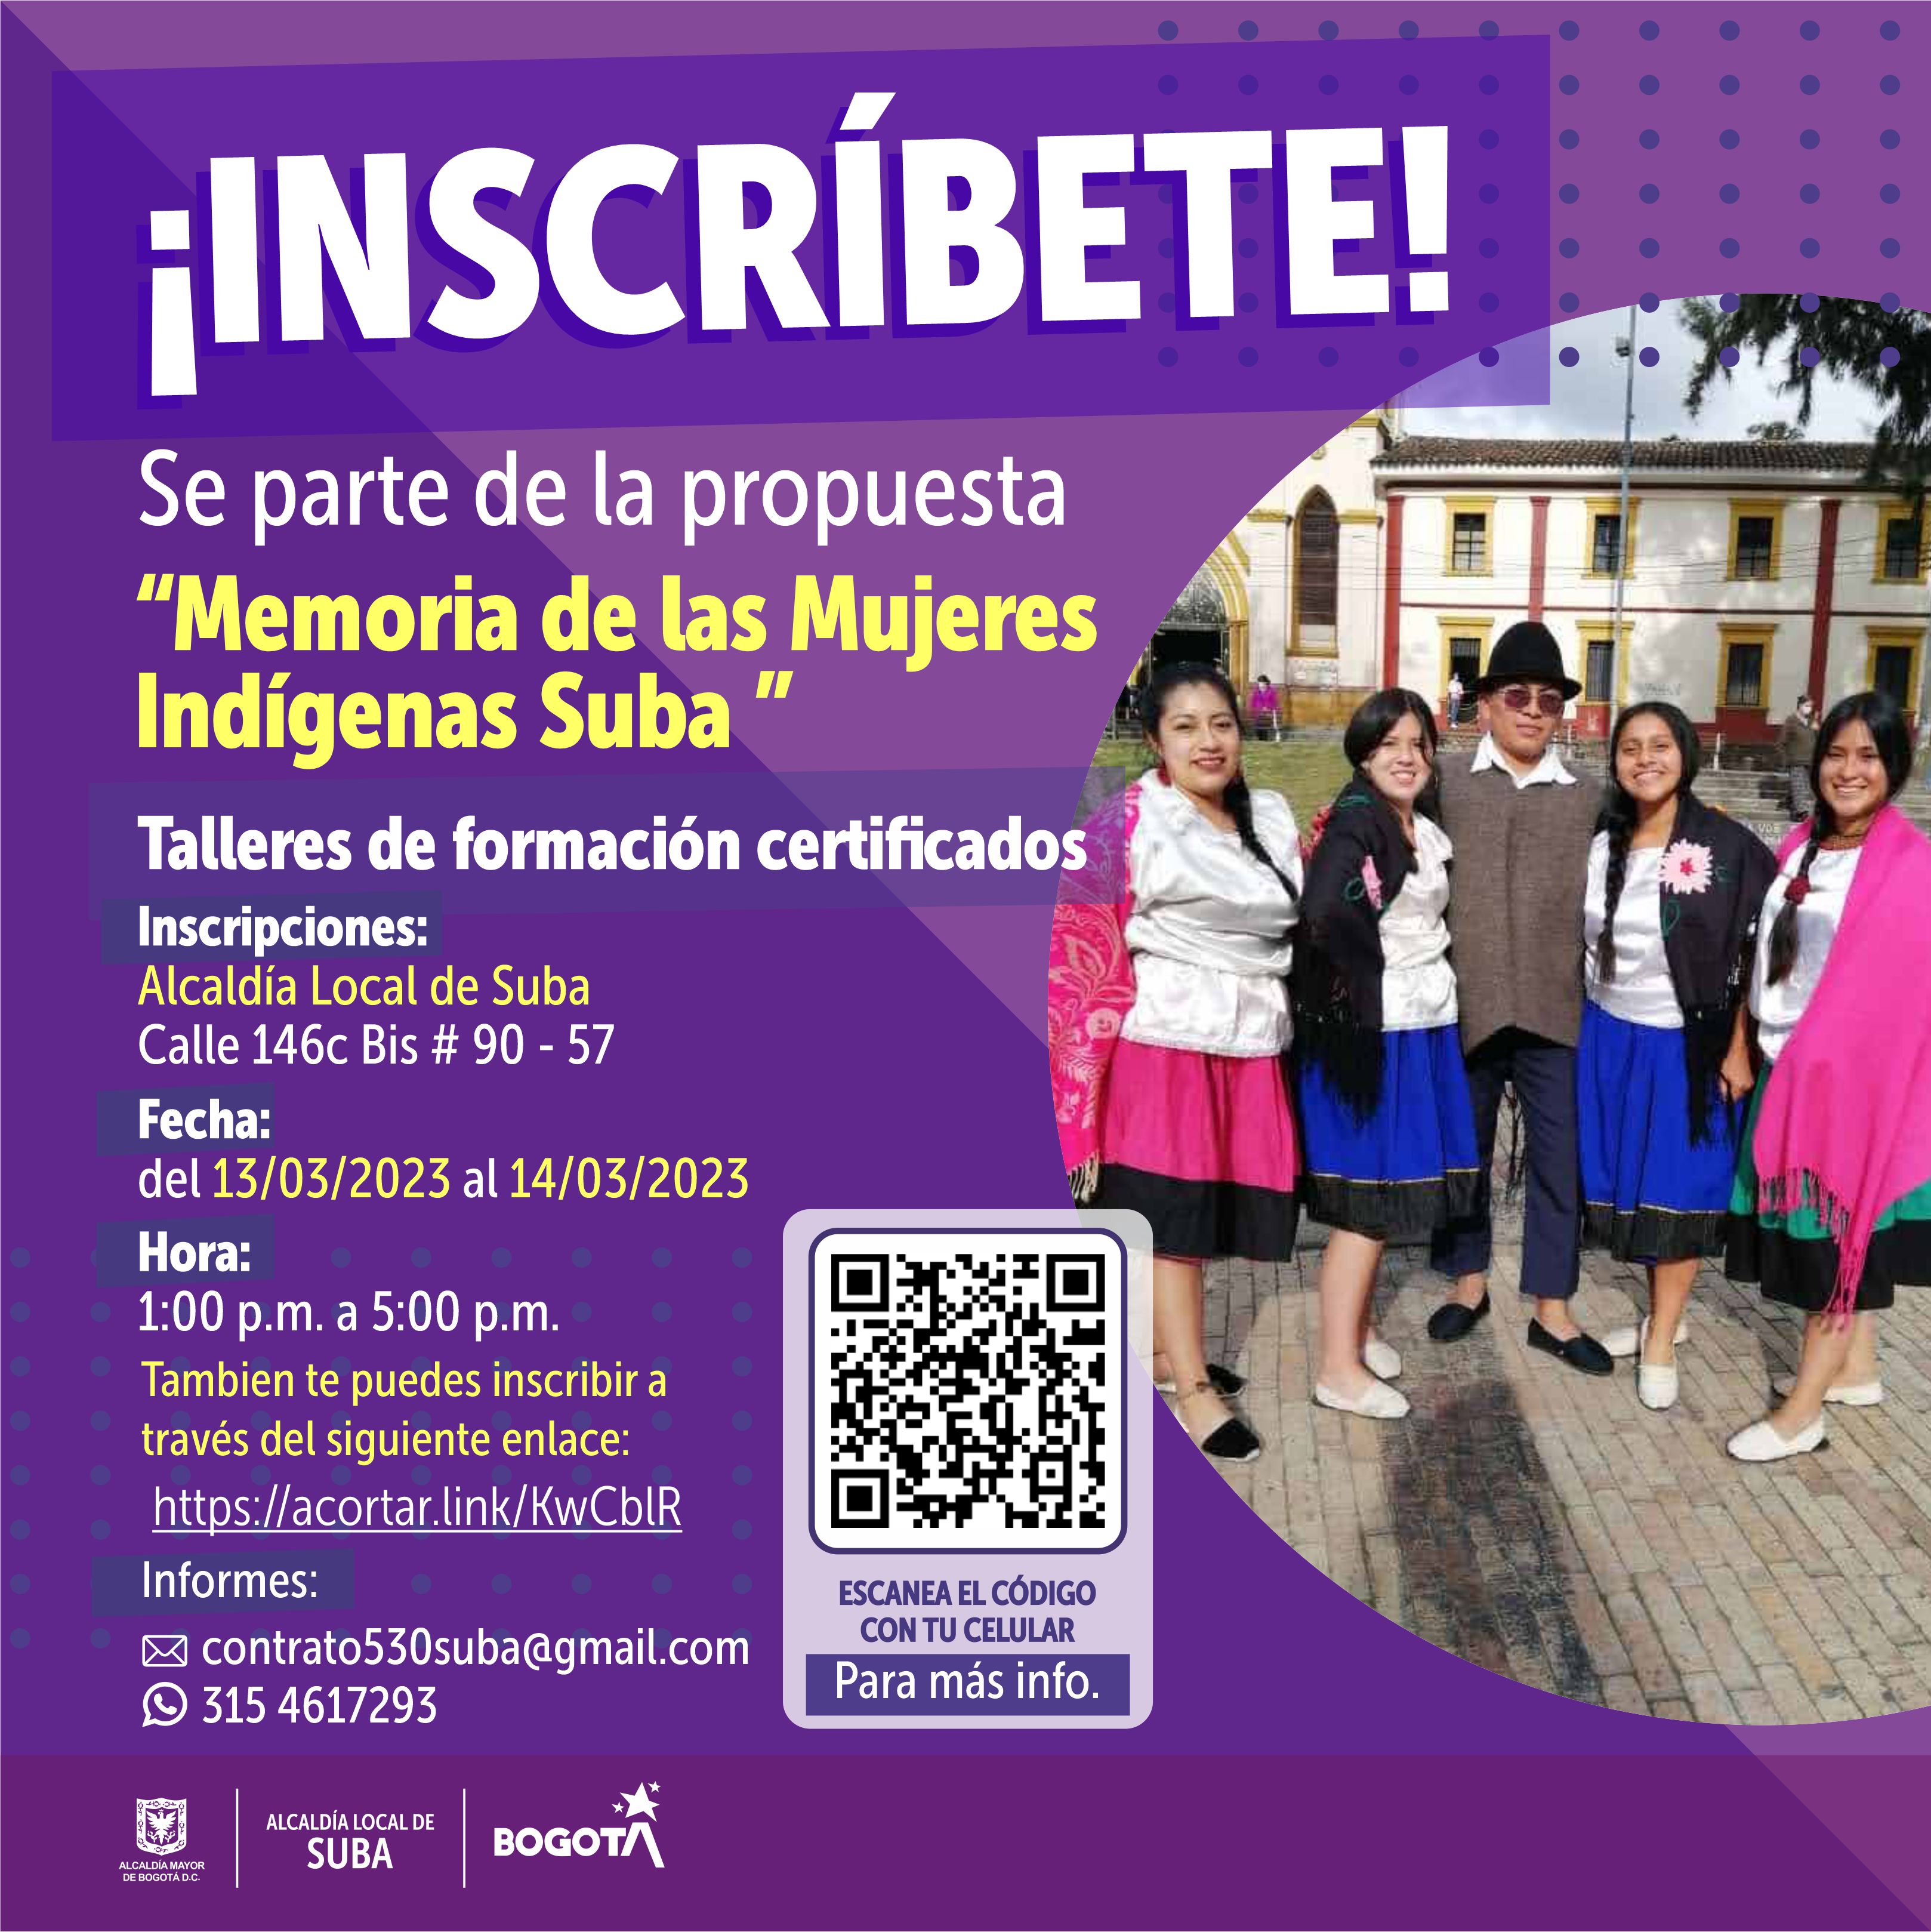 ¡INSCRÍBETE!
Se parte de la propuesta
“Memoria de las Mujeres
Indígenas Suba ”
Talleres de formación certificados
Inscripciones:
Alcaldía Local de Suba
Calle 146c Bis # 90 - 57
Fecha:
del 13/03/2023 al 14/03/2023
Hora:
1:00 p.m. a 5:00 p.m.
Tambien te puedes inscribir a
través del siguiente enlace:
https://acortar.link/KwCblR
Informes:
contrato530suba@gmail.com
315 4617293
ESCANEA EL CÓDIGO
CON TU CELULAR
Para más info.
ALCALDÍA MAYOR
DE BOGOTÁ D.C.
ALCALDÍA LOCAL DE
SUBA
BOGOTÁ